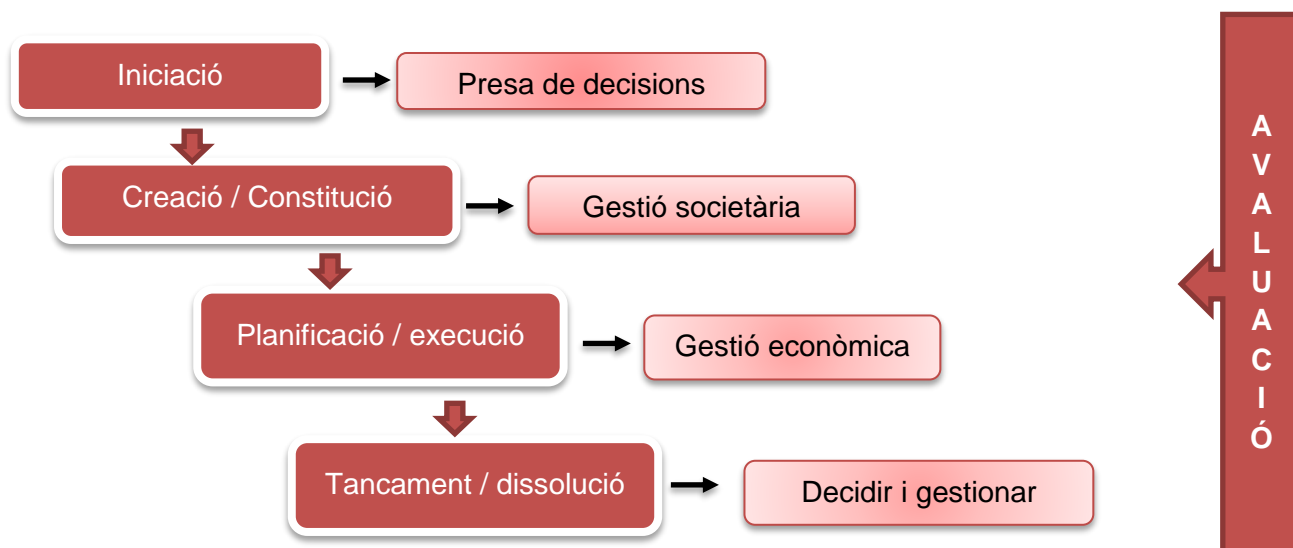 Iniciació
Presa de decisions
Creació / Constitució
Gestió societària
Planificació / execució
Gestió econòmica
Tancament / dissolució
Decidir i gestionar
A
V
A
L
U
A
C
I
Ó